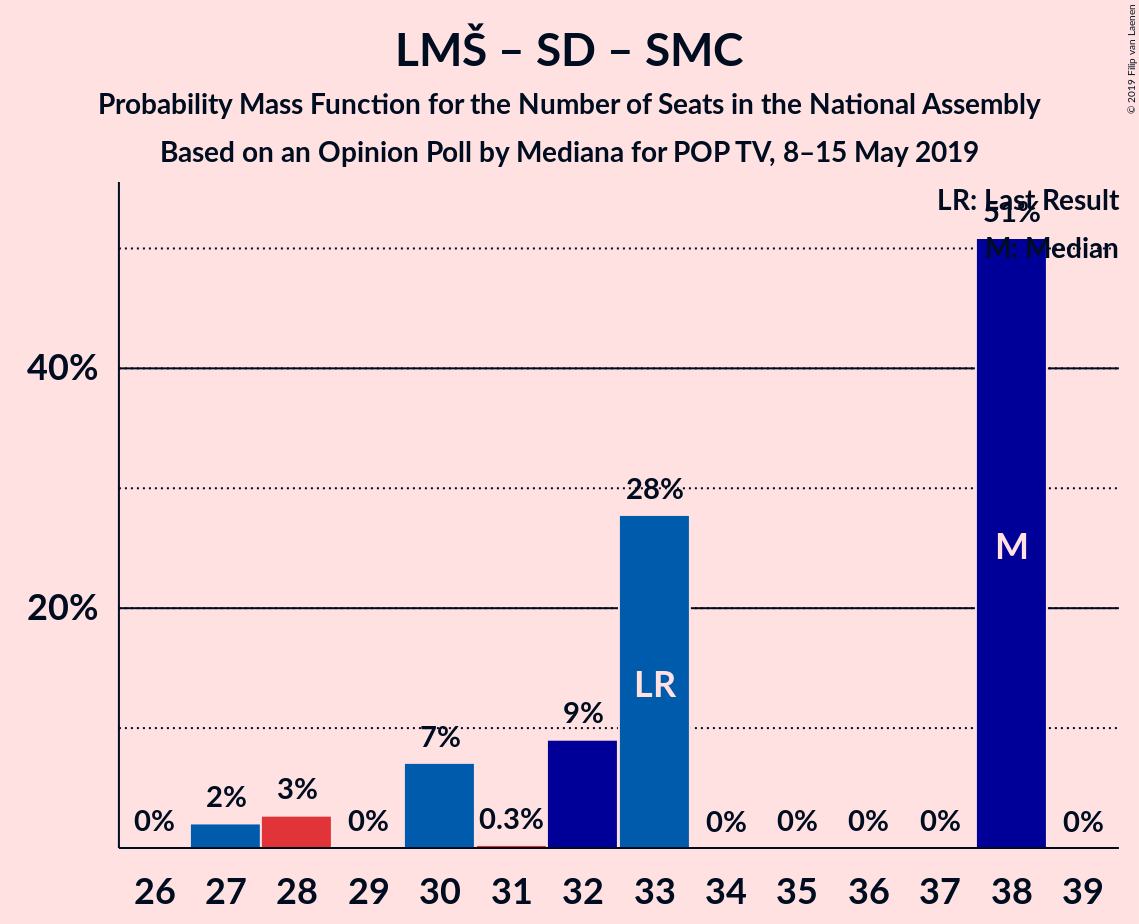 LMŠ – SD – SMC
Probability Mass Function for the Number of Seats in the National Assembly
Based on an Opinion Poll by Mediana for POP TV, 8–15 May 2019
© 2019 Filip van Laenen
LR: Last Result
M: Median
51%
40%
28%
M
20%
LR
9%
7%
3%
2%
0% 0% 0.3% 0% 0% 0% 0% 0%
26 27 28 29 30 31 32 33 34 35 36 37 38 39